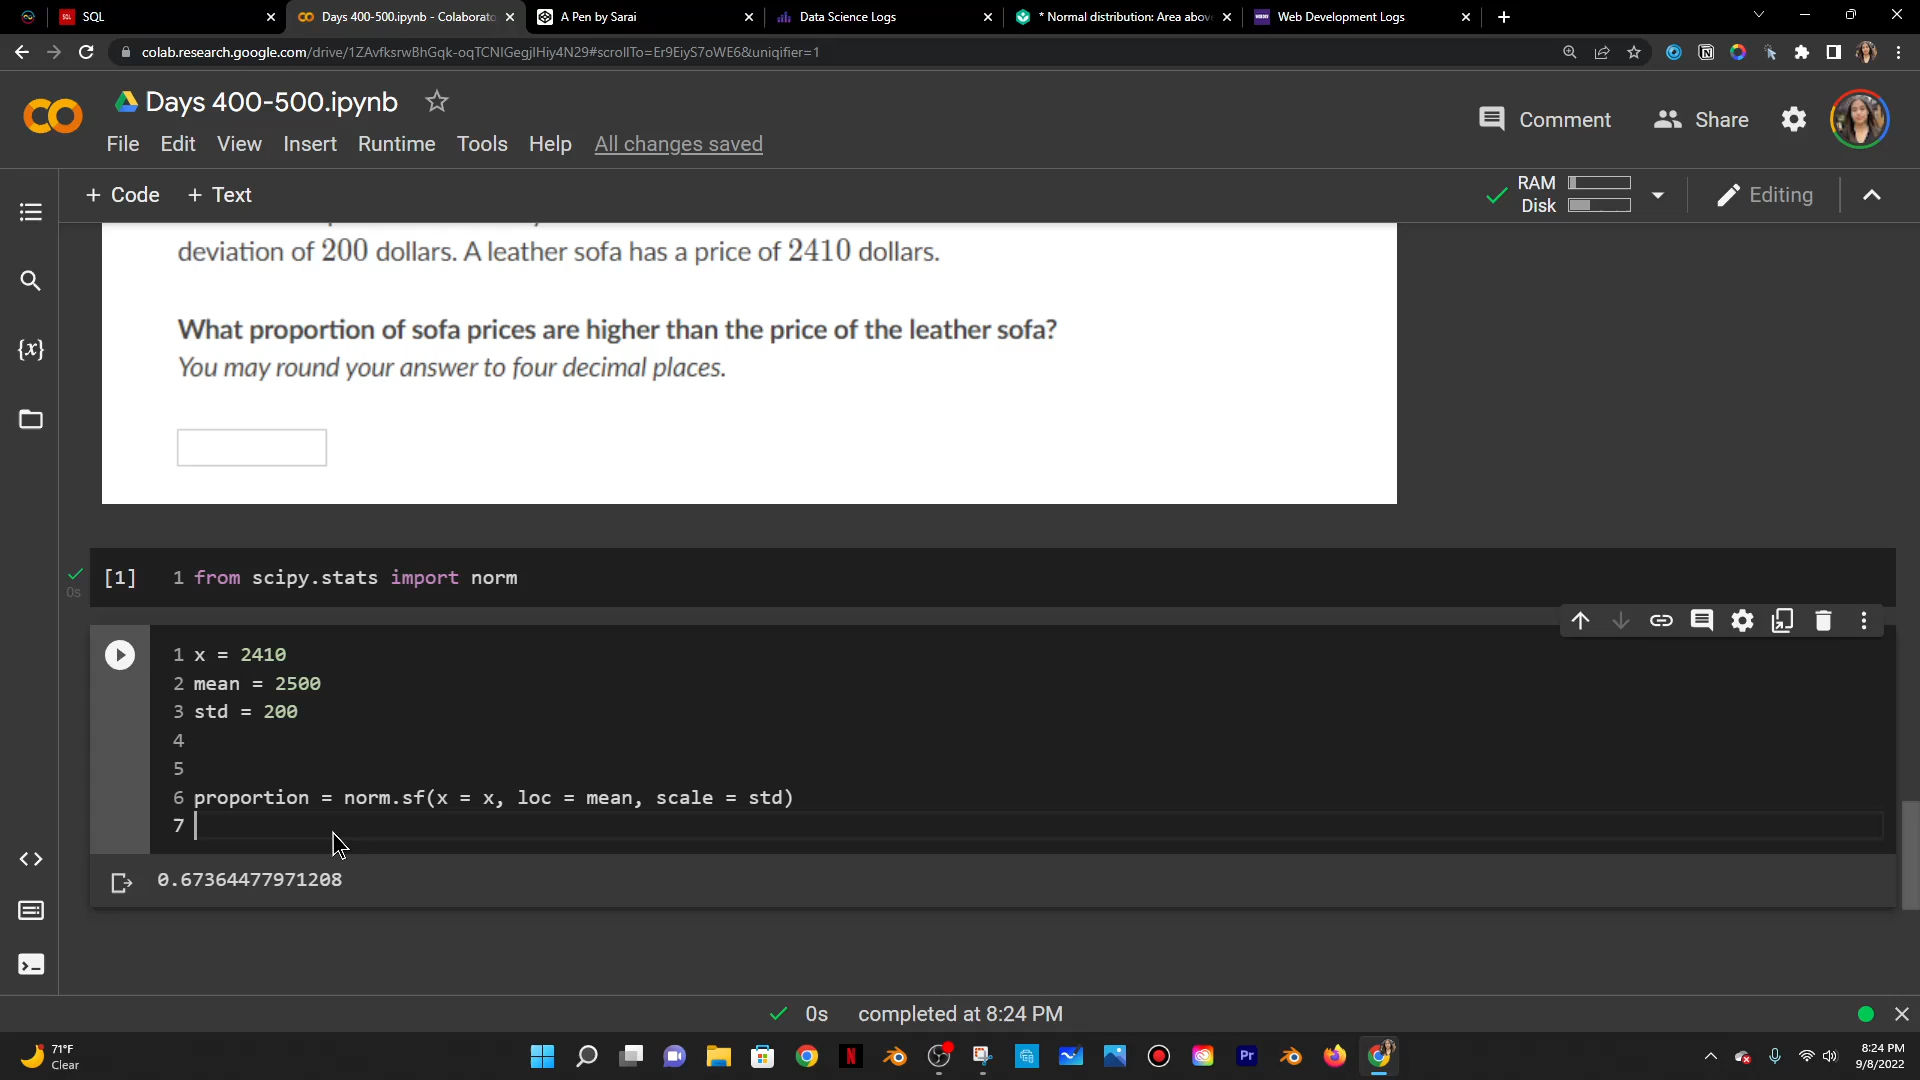 SQL
Days 400-500.ipynb - Colaborato
A Pen by Sarai
Data Science Logs
* Normal distribution: Area abov
Web Development Logs
colab.research.google.com/drive/1ZAvfksrwBhGqk-oqTCNIGegjIHiy4N29#scrollTo=Er9EiyS7oWE6&uniqifier=1
Days 400-500.ipynb
Comment
Share
File Edit View Insert Runtime Tools Help All changes saved
+ Code + Text
RAM
Disk
Editing
deviation of 200 dollars. A leather sofa has a price of 2410 dollars.
What proportion of sofa prices are higher than the price of the leather sofa?
You may round your answer to four decimal places.
[1] 1 from scipy.stats import norm
0s
1 x = 2410
2 mean = 2500
3 std = 200
4
5
6 proportion = norm.sf(x = x, loc = mean, scale = std)
7
0.67364477971208
0s completed at 8:24 PM
71°F
Clear
8:24 PM
9/8/2022